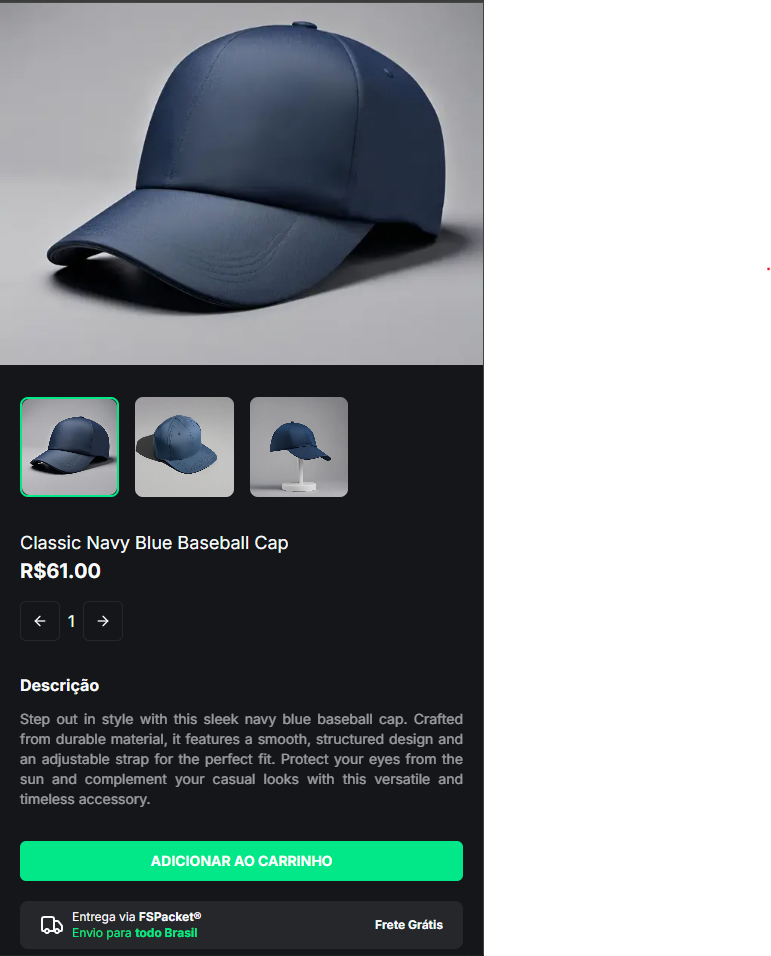 Classic Navy Blue Baseball Cap
R$61.00
1
Descrição
Step out in style with this sleek navy blue baseball cap. Crafted
from durable material, it features a smooth, structured design and
an adjustable strap for the perfect fit. Protect your eyes from the
sun and complement your casual looks with this versatile and
timeless accessory.
ADICIONAR AO CARRINHO
Entrega via FSPacket®
Envio para todo Brasil
Frete Grátis